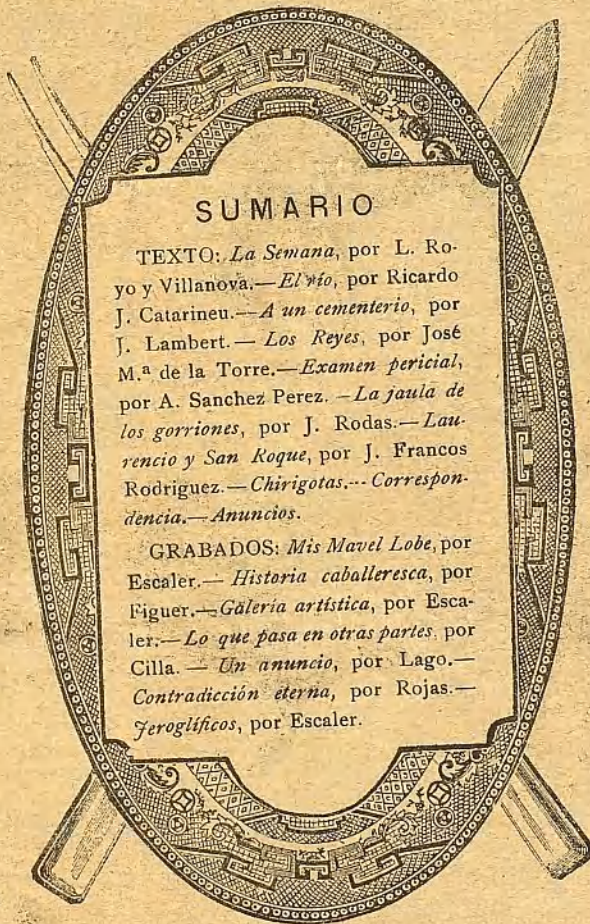 SUMARIO
TEXTO: La Semana, por L. Ro-
yo y Villanova.—El río, por Ricardo
J. Catarineu.—A un cementerio, por
J. Lambert.—Los Reyes, por José
M.ª de la Torre.—Examen pericial,
por A. Sanchez Perez.—La jaula de
los gorriones, por J. Rodas.—Lau-
rencio y San Roque, por J. Francos
Rodriguez.—Chirigotas.--- Correspon-
dencia.—Anuncios.
GRABADOS: Mis Mavel Lobe, por
Escaler.—Historia caballeresca, por
Figuer.—Galería artística, por Esca-
ler.—Lo que pasa en otras partes, por
Cilla.—Un anuncio, por Lago.—
Contradicción eterna, por Rojas.—
Jeroglíficos, por Escaler.